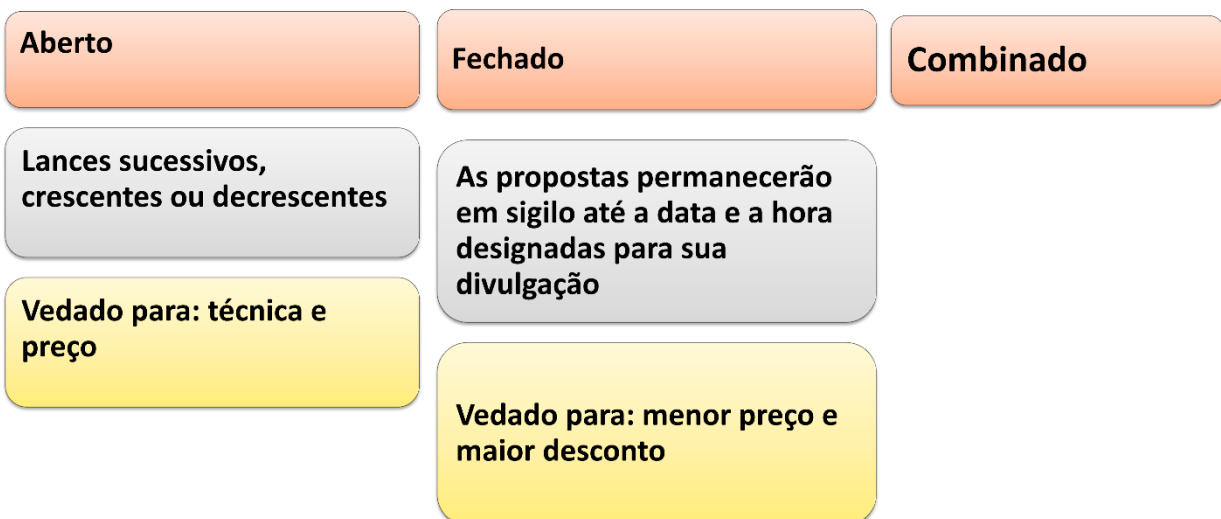 Aberto
Lances sucessivos,
crescentes ou decrescentes
Vedado para: técnica e
preço
Fechado
As propostas permanecerão
em sigilo até a data e a hora
designadas para sua
divulgação
Vedado para: menor preço e
maior desconto
Combinado